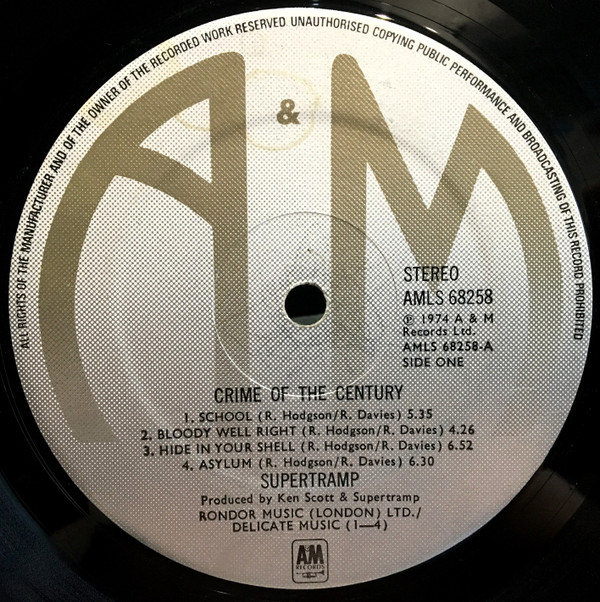 ALL RIGHTS OF THE MANUFACTURER AND OF THE OWNER OF THE RECORDED WORK RESERVED UNAUTHORISED COPYING PUBLIC PERFORMANCE AND BROADCASTING OF THIS RECORD PROHIBITED
A & M
STEREO
AMLS 68258
℗ 1974 A & M
Records Ltd.
AMLS 68258-A
SIDE ONE
CRIME OF THE CENTURY
1. SCHOOL (R. Hodgson/R. Davies) 5.35
2. BLOODY WELL RIGHT (R. Hodgson/R. Davies) 4.26
3. HIDE IN YOUR SHELL (R. Hodgson/R. Davies) 6.52
4. ASYLUM (R. Hodgson/R. Davies) 6.30
SUPERTRAMP
Produced by Ken Scott & Supertramp
RONDOR MUSIC (LONDON) LTD./
DELICATE MUSIC (1—4)
AM
RECORDS